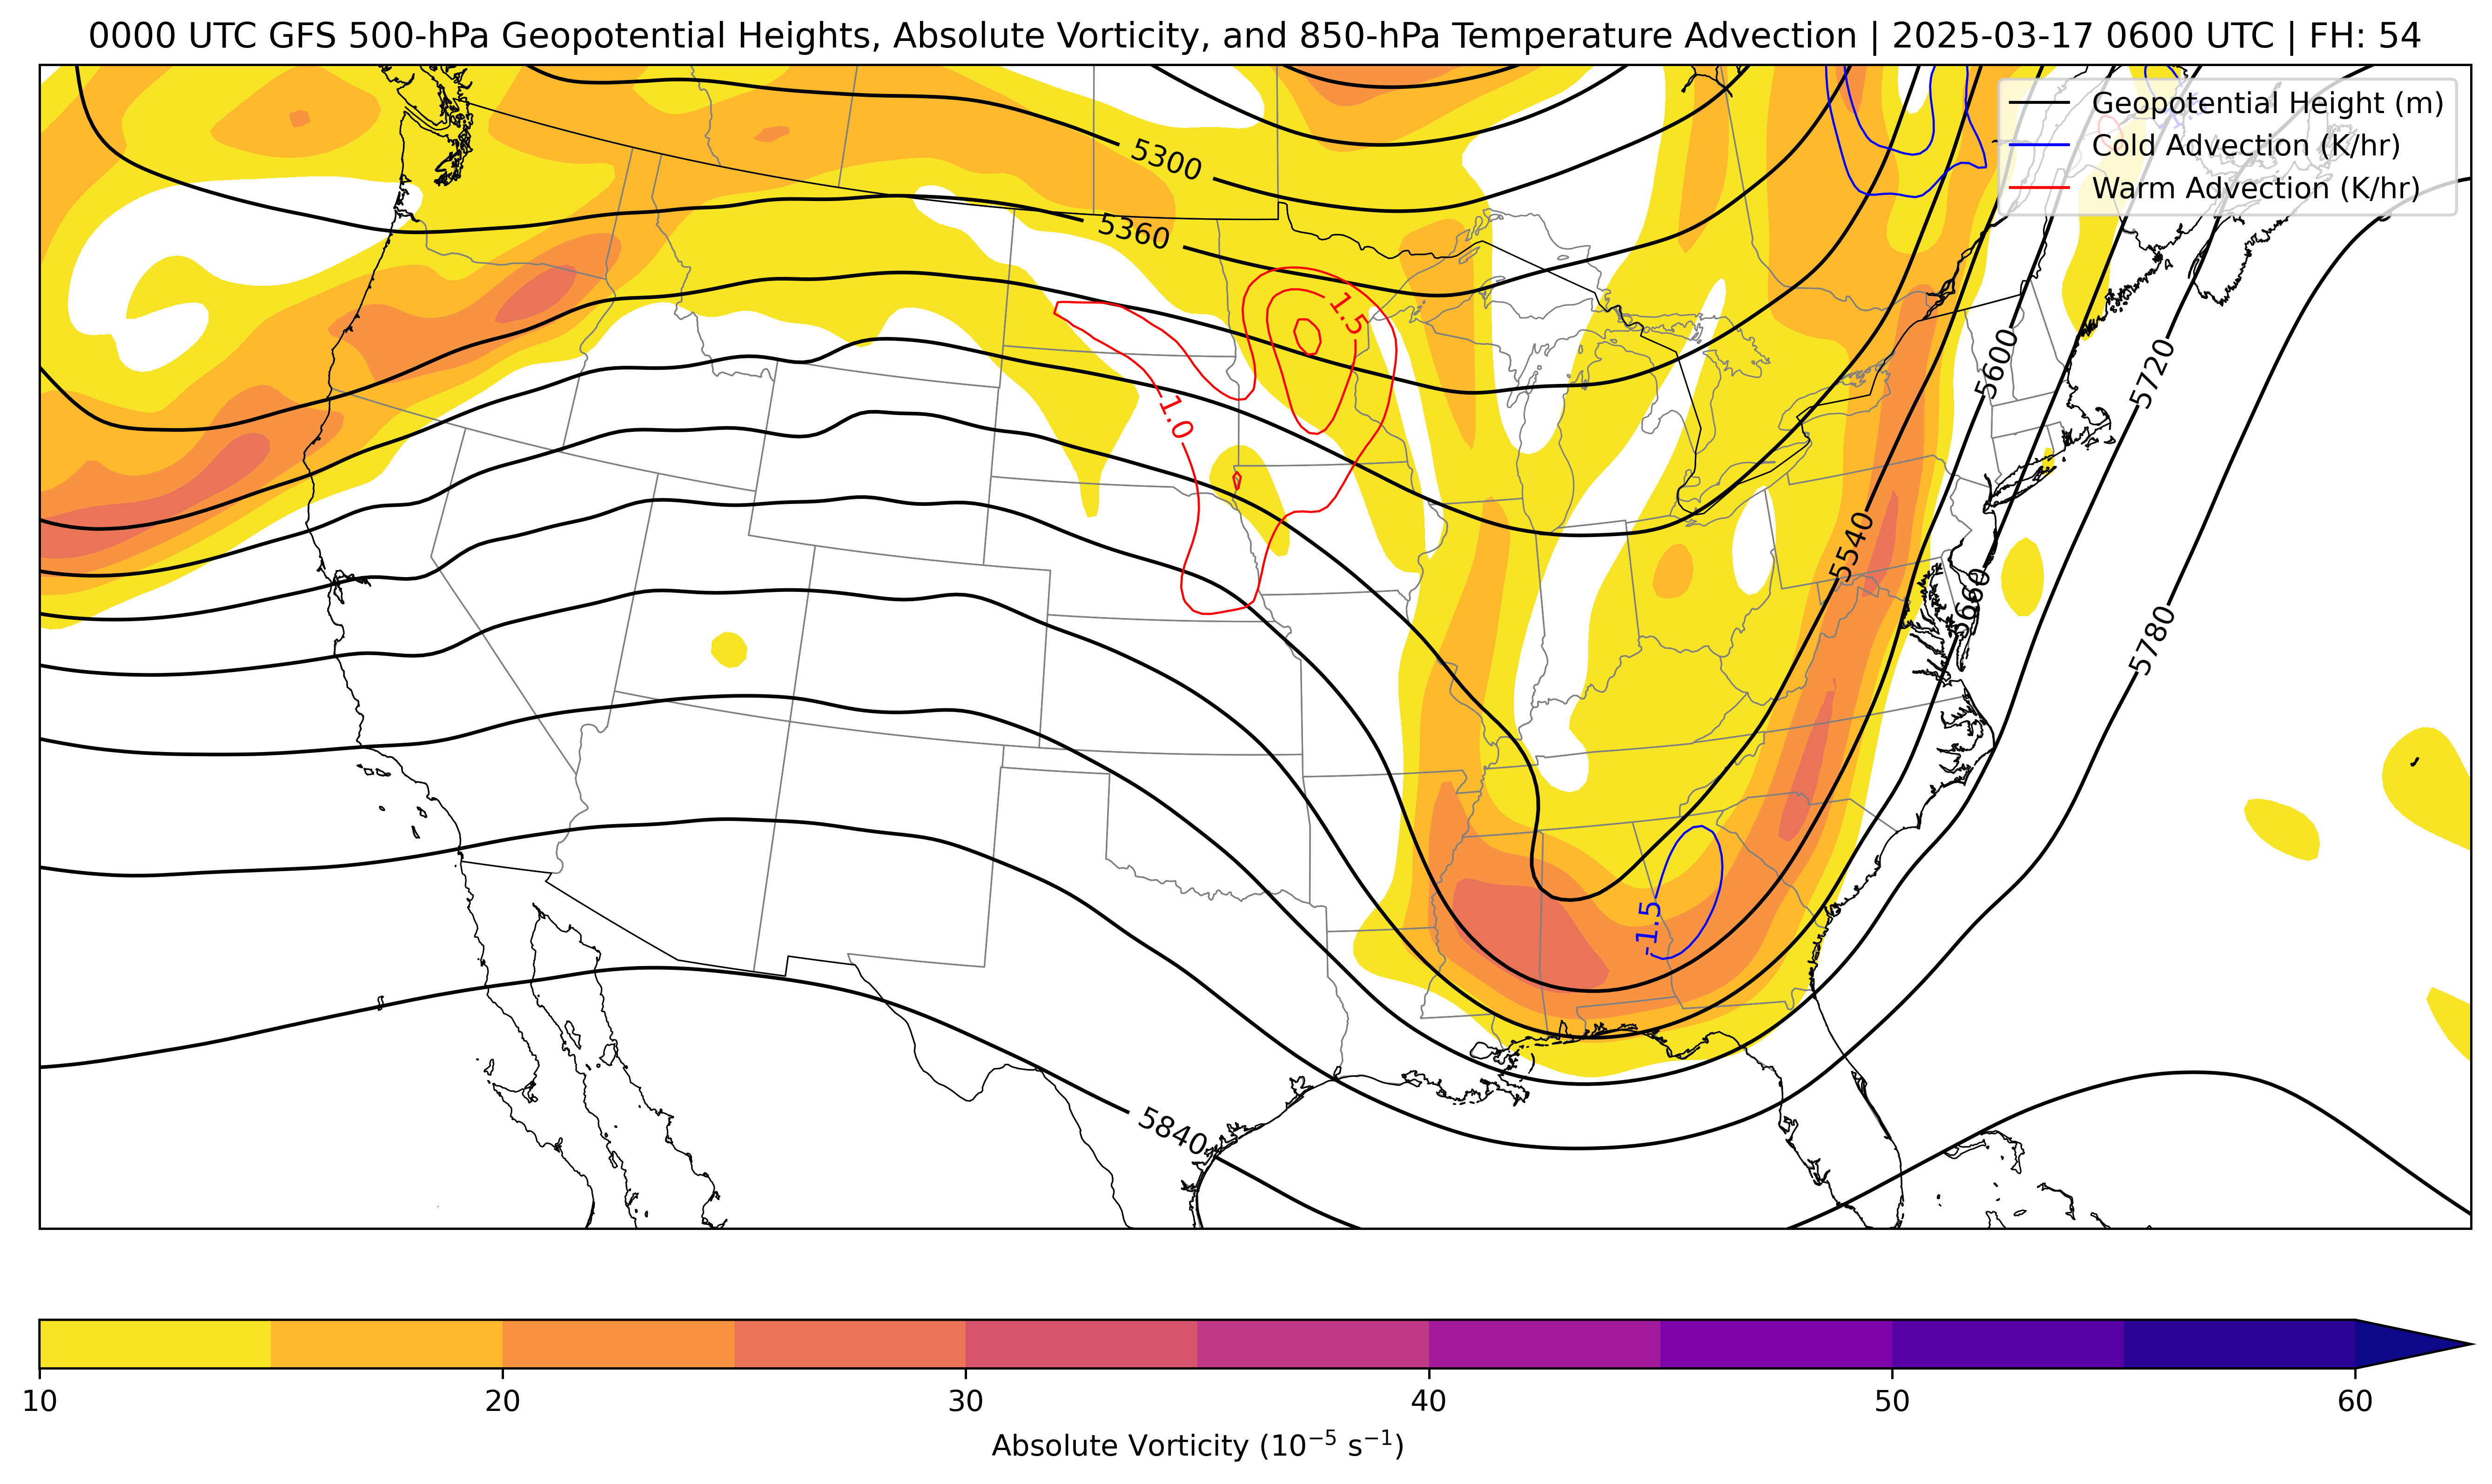 0000 UTC GFS 500-hPa Geopotential Heights, Absolute Vorticity, and 850-hPa Temperature Advection | 2025-03-17 0600 UTC | FH: 54
Geopotential Height (m)
Cold Advection (K/hr)
Warm Advection (K/hr)
5300
5360
1.5
5600
5720
1.0
5540
5660
5780
-1.5
5840
10 20 30 40 50 60
Absolute Vorticity (10⁻⁵ s⁻¹)